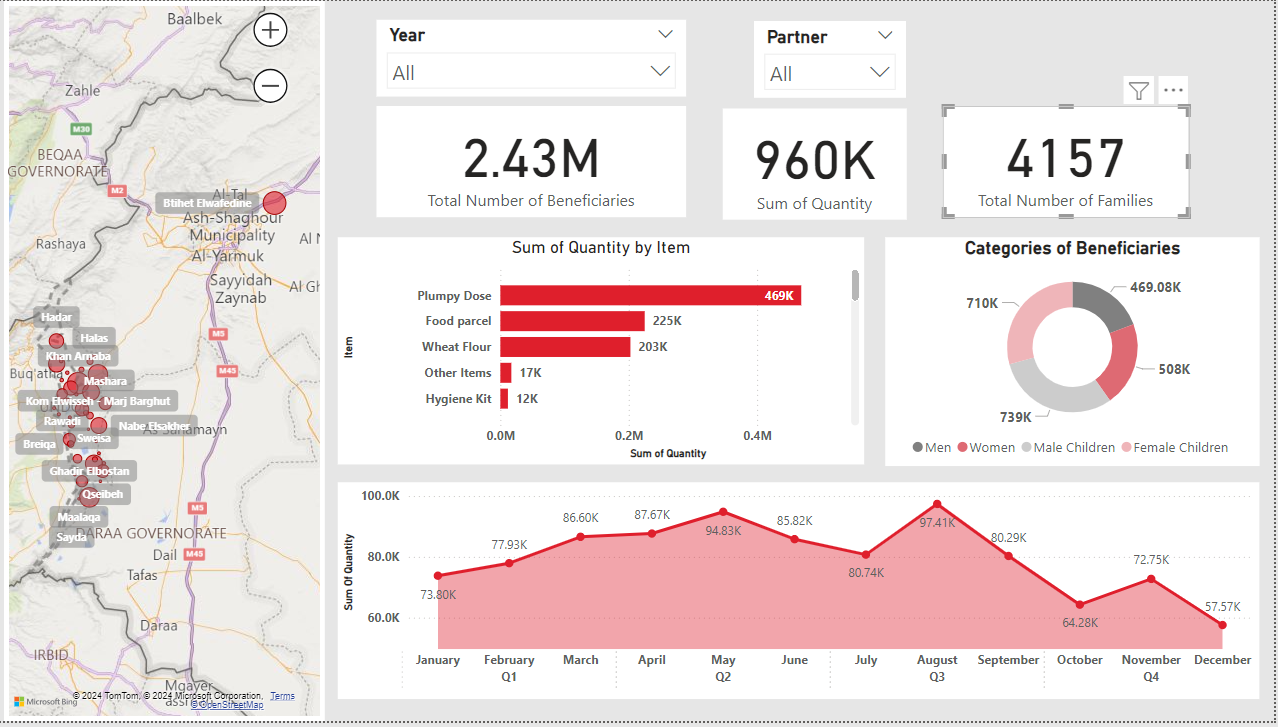 Baalbek
Zahle
M30
BEQAA
GOVERNORATE
M2
Al-Tal
Btihet Elwafedine
Ash-Shaghour
Municipality
Rashaya
Al-Yarmuk
Sayyidah
Zaynab
Hadar
Halas
M5
Khan Arnaba
M45
Mashara
Kom Elwisseh
Marj Barghut
Rawadi
Nabe Elsakher
Breiqa
Sweisa
Ghadir Elbostan
Qseibeh
M5
Maalaqa
DARAA GOVERNORATE
Sayda
Dail
M45
Tafas
Daraa
IRBID
Microsoft Bing
© 2024 TomTom, © 2024 Microsoft Corporation,
Terms
© OpenStreetMap
Year
All
Partner
All
2.43M
Total Number of Beneficiaries
960K
Sum of Quantity
4157
Total Number of Families
Sum of Quantity by Item
Item
Plumpy Dose
469K
Food parcel
225K
Wheat Flour
203K
Other Items
17K
Hygiene Kit
12K
0.0M
0.2M
0.4M
Sum of Quantity
Categories of Beneficiaries
469.08K
710K
508K
739K
Men
Women
Male Children
Female Children
Sum Of Quantity
100.0K
80.0K
60.0K
73.80K
77.93K
86.60K
87.67K
94.83K
85.82K
80.74K
97.41K
80.29K
64.28K
72.75K
57.57K
January
February
March
April
May
June
July
August
September
October
November
December
Q1
Q2
Q3
Q4